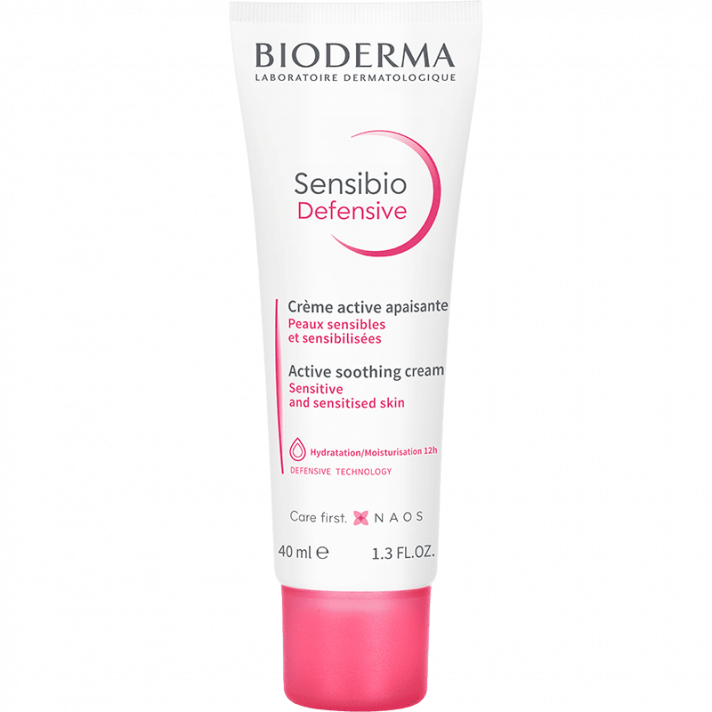 BIODERMA
LABORATOIRE DERMATOLOGIQUE
Sensibio
Defensive
Crème active apaisante
Peaux sensibles
et sensibilisées
Active soothing cream
Sensitive
and sensitised skin
Hydratation/Moisturisation 12h
DEFENSIVE TECHNOLOGY
Care first. NAOS
40 ml ℮ 1.3 FL.OZ.